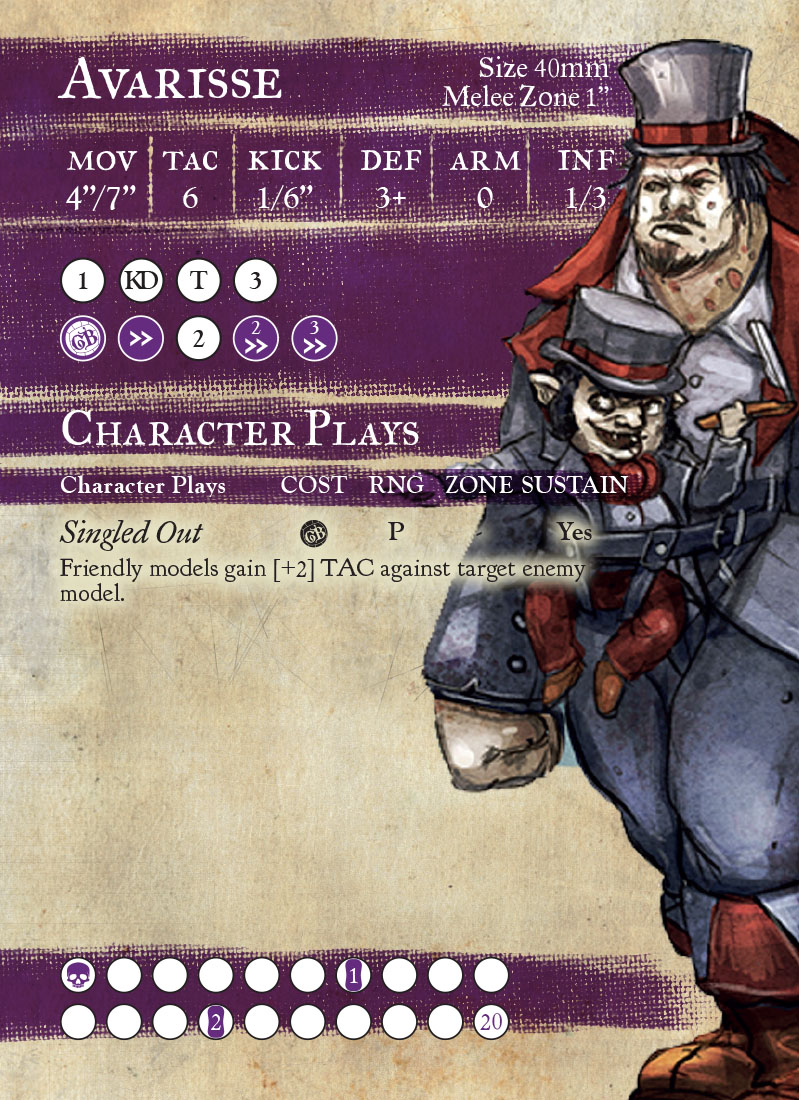 Avarisse
Size 40mm
Melee Zone 1”
MOV TAC KICK DEF ARM INF
4”/7” 6 1/6” 3+ 0 1/3
1 KD T 3
GB >> 2 2 >> 3 >>
Character Plays
Character Plays COST RNG ZONE SUSTAIN
Singled Out GB P Yes
Friendly models gain [+2] TAC against target enemy
model.
1
2 20